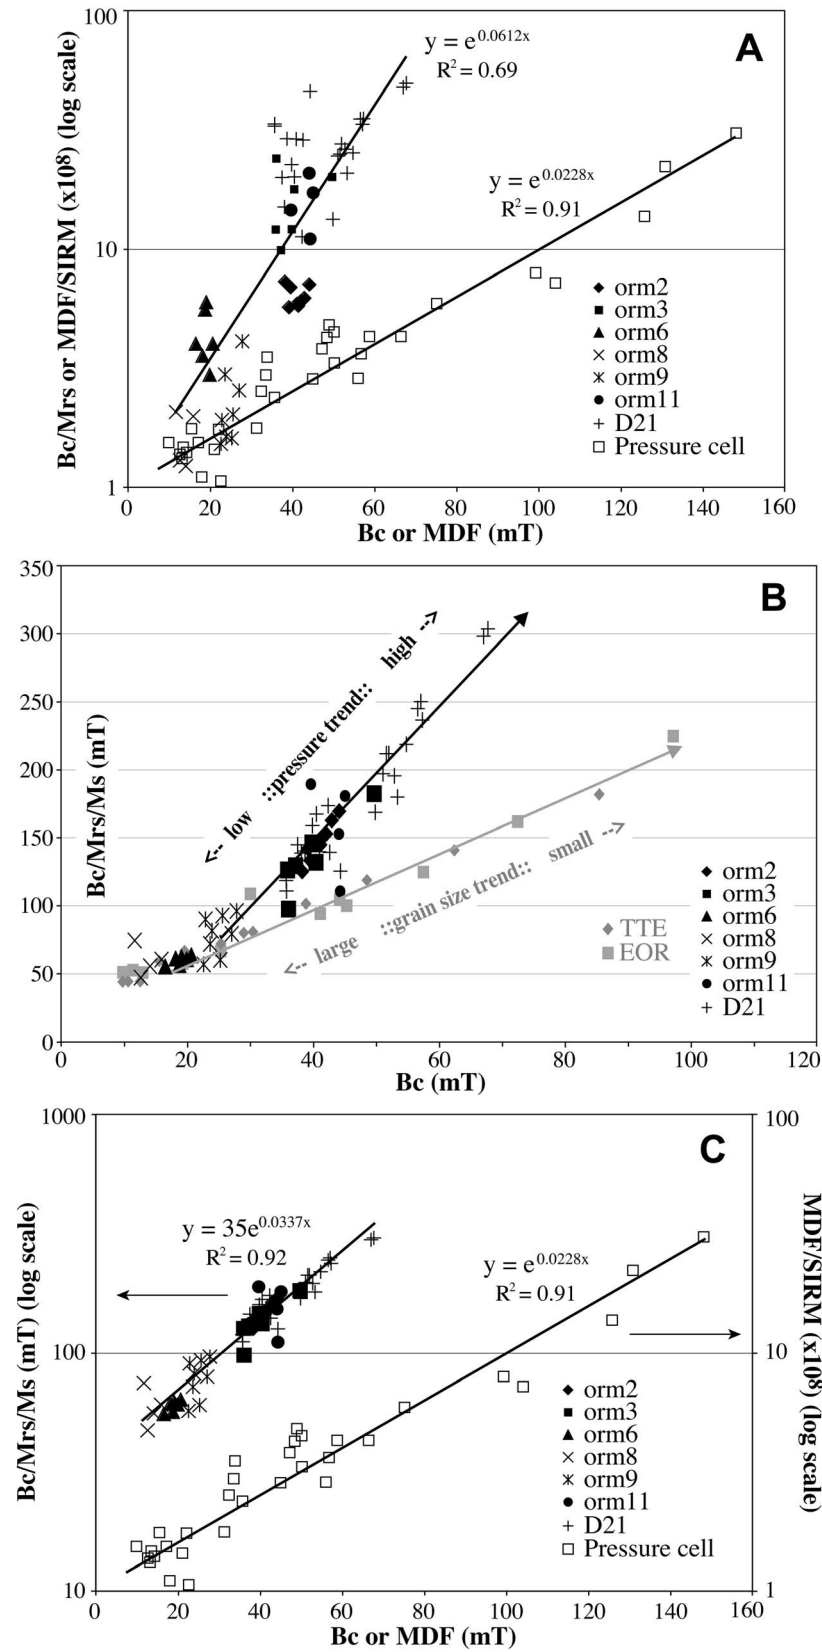 A
Bc/Mrs or MDF/SIRM (x10⁸) (log scale)
100
10
1
y = e^0.0612x
R² = 0.69
y = e^0.0228x
R² = 0.91
orm2
orm3
orm6
orm8
orm9
orm11
D21
Pressure cell
0 20 40 60 80 100 120 140 160
Bc or MDF (mT)
B
Bc/Mrs/Ms (mT)
350
300
250
200
150
100
50
0
<-- low ::pressure trend:: high -->
<-- large ::grain size trend:: small -->
TTE
EOR
orm2
orm3
orm6
orm8
orm9
orm11
D21
0 20 40 60 80 100 120
Bc (mT)
C
Bc/Mrs/Ms (mT) (log scale)
1000
100
10
y = 35e^0.0337x
R² = 0.92
y = e^0.0228x
R² = 0.91
orm2
orm3
orm6
orm8
orm9
orm11
D21
Pressure cell
100
10
1
MDF/SIRM (x10⁸) (log scale)
0 20 40 60 80 100 120 140 160
Bc or MDF (mT)